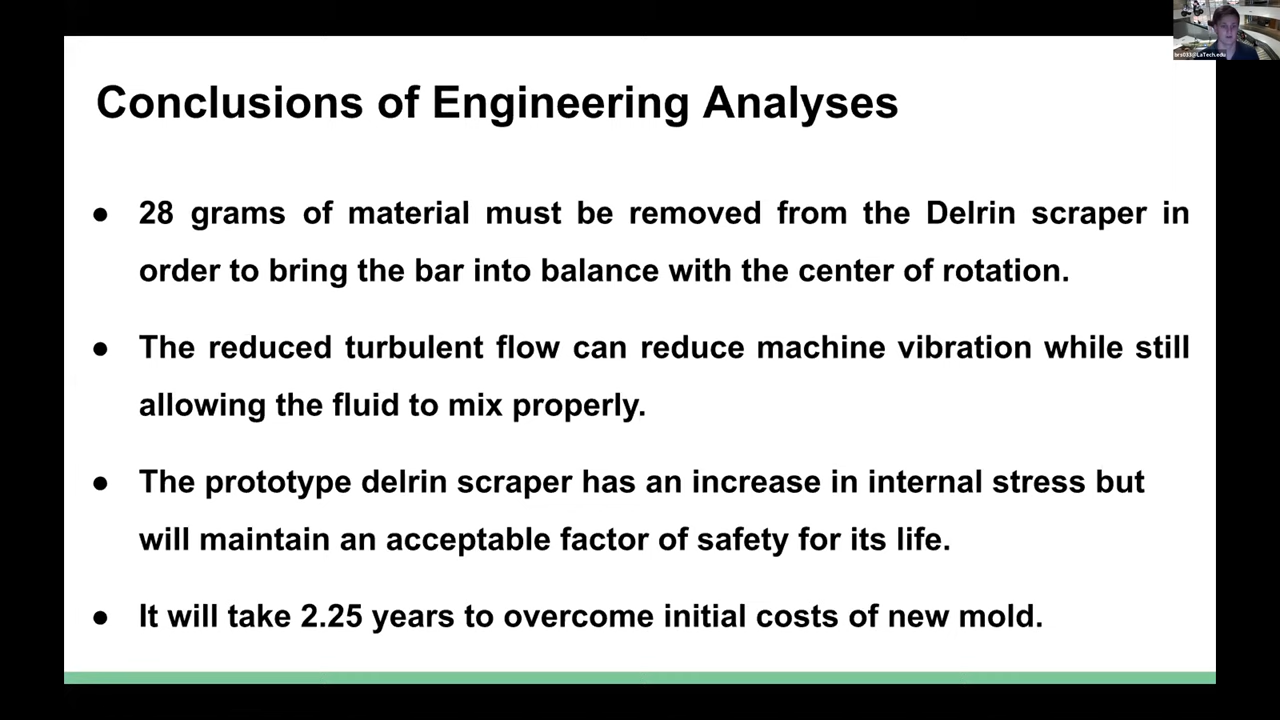 brs033@LaTech.edu
Conclusions of Engineering Analyses
● 28 grams of material must be removed from the Delrin scraper in
order to bring the bar into balance with the center of rotation.
● The reduced turbulent flow can reduce machine vibration while still
allowing the fluid to mix properly.
● The prototype delrin scraper has an increase in internal stress but
will maintain an acceptable factor of safety for its life.
● It will take 2.25 years to overcome initial costs of new mold.